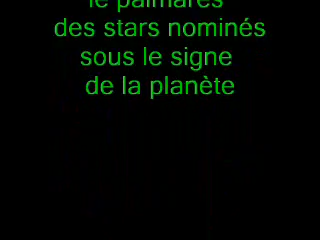 le palmarès
des stars nominés
sous le signe
de la planète